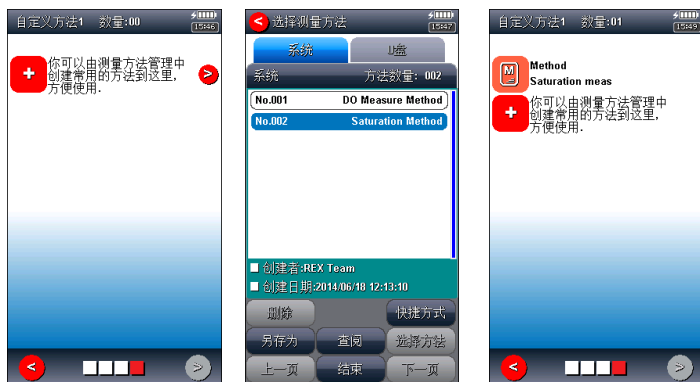 自定义方法1 数量:00
15:46
你可以由测量方法管理中
创建常用的方法到这里,
方便使用.
选择测量方法
15:47
系统 U盘
系统 方法数量: 002
No.001 DO Measure Method
No.002 Saturation Method
创建者:REX Team
创建日期:2014/06/18 12:13:10
删除 快捷方式
另存为 查阅 选择方法
上一页 结束 下一页
自定义方法1 数量:01
15:49
M
Method
Saturation meas
你可以由测量方法管理中
创建常用的方法到这里,
方便使用.